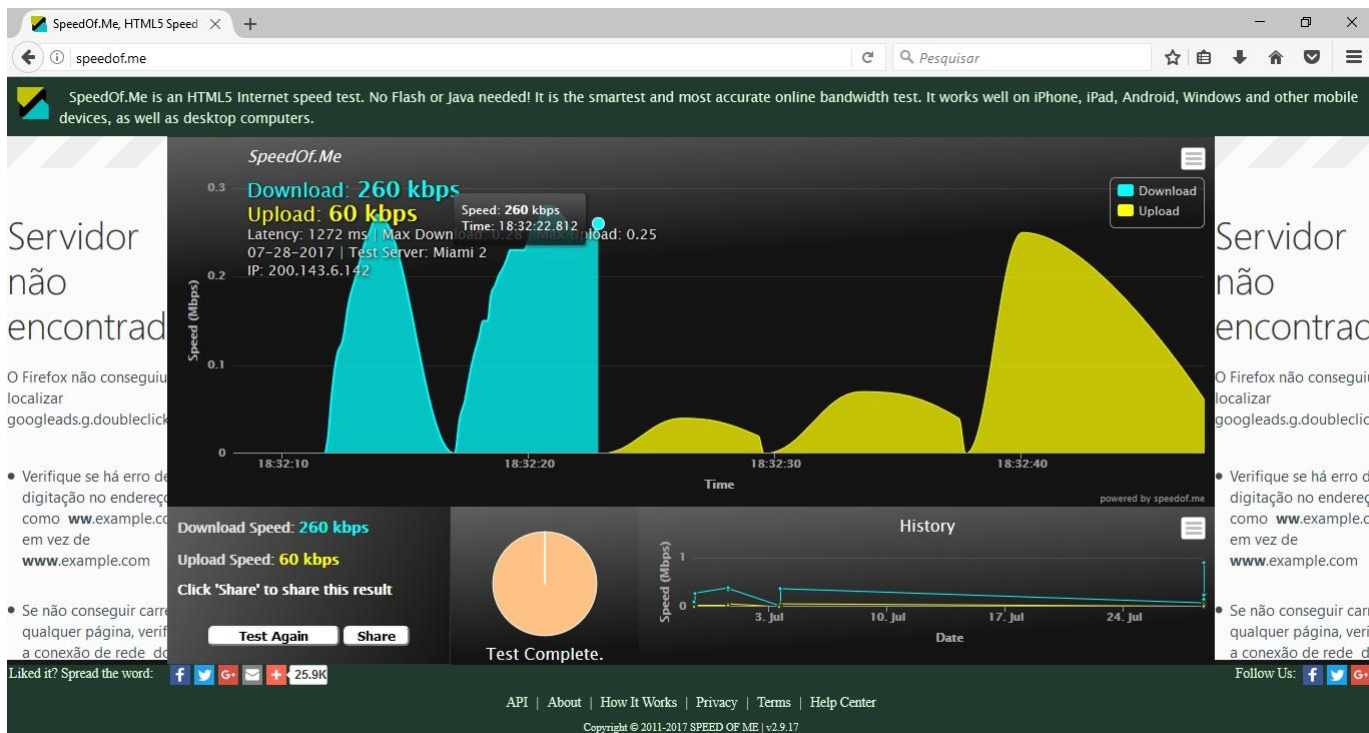 SpeedOf.Me, HTML5 Speed
speedof.me
Pesquisar
SpeedOf.Me is an HTML5 Internet speed test. No Flash or Java needed! It is the smartest and most accurate online bandwidth test. It works well on iPhone, iPad, Android, Windows and other mobile
devices, as well as desktop computers.
SpeedOf.Me
Download: 260 kbps
Upload: 60 kbps
Latency: 1272 ms | Max Download: 0.28 Max Upload: 0.25
07-28-2017 | Test Server: Miami 2
IP: 200.143.6.142
Speed: 260 kbps
Time: 18:32:22.812
Download
Upload
0.3
0.2
0.1
0
Speed (Mbps)
18:32:10 18:32:20 18:32:30 18:32:40
Time
powered by speedof.me
Servidor
não
encontrad
O Firefox não conseguiu
localizar
googleads.g.doubleclick
Verifique se há erro de
digitação no endereço
como ww.example.co
em vez de
www.example.com
Se não conseguir carre
qualquer página, verif
a conexão de rede do
Servidor
não
encontrad
O Firefox não conseguiu
localizar
googleads.g.doubleclic
Verifique se há erro d
digitação no endereç
como ww.example.c
em vez de
www.example.com
Se não conseguir carr
qualquer página, veri
a conexão de rede d
Download Speed: 260 kbps
Upload Speed: 60 kbps
Click 'Share' to share this result
Test Again Share
Test Complete.
History
Speed (Mbps)
1
0
3. Jul 10. Jul 17. Jul 24. Jul
Date
Liked it? Spread the word:
25.9K
Follow Us:
API | About | How It Works | Privacy | Terms | Help Center
Copyright © 2011-2017 SPEED OF ME | v2.9.17